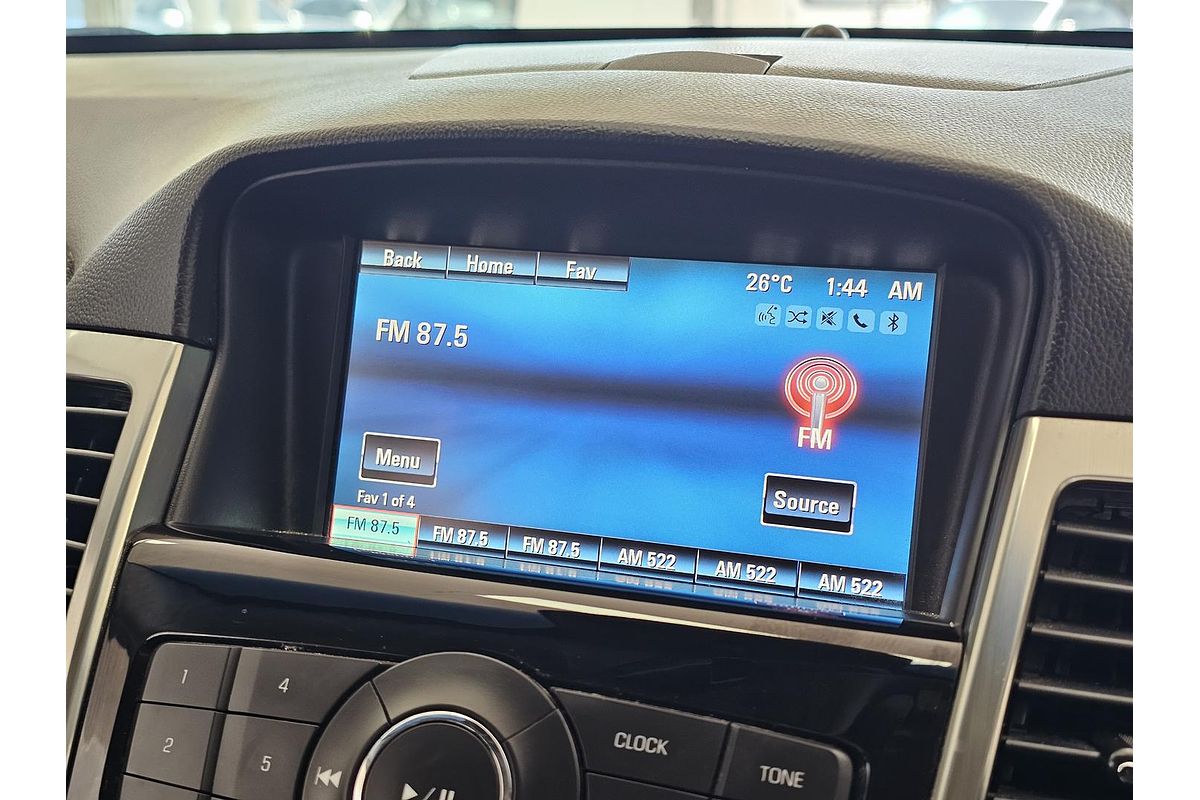 Back Home Fav 26°C 1:44 AM
FM 87.5
FM
Menu
Source
Fav 1 of 4
FM 87.5 FM 87.5 FM 87.5 AM 522 AM 522 AM 522
1 4
2 5
CLOCK
TONE